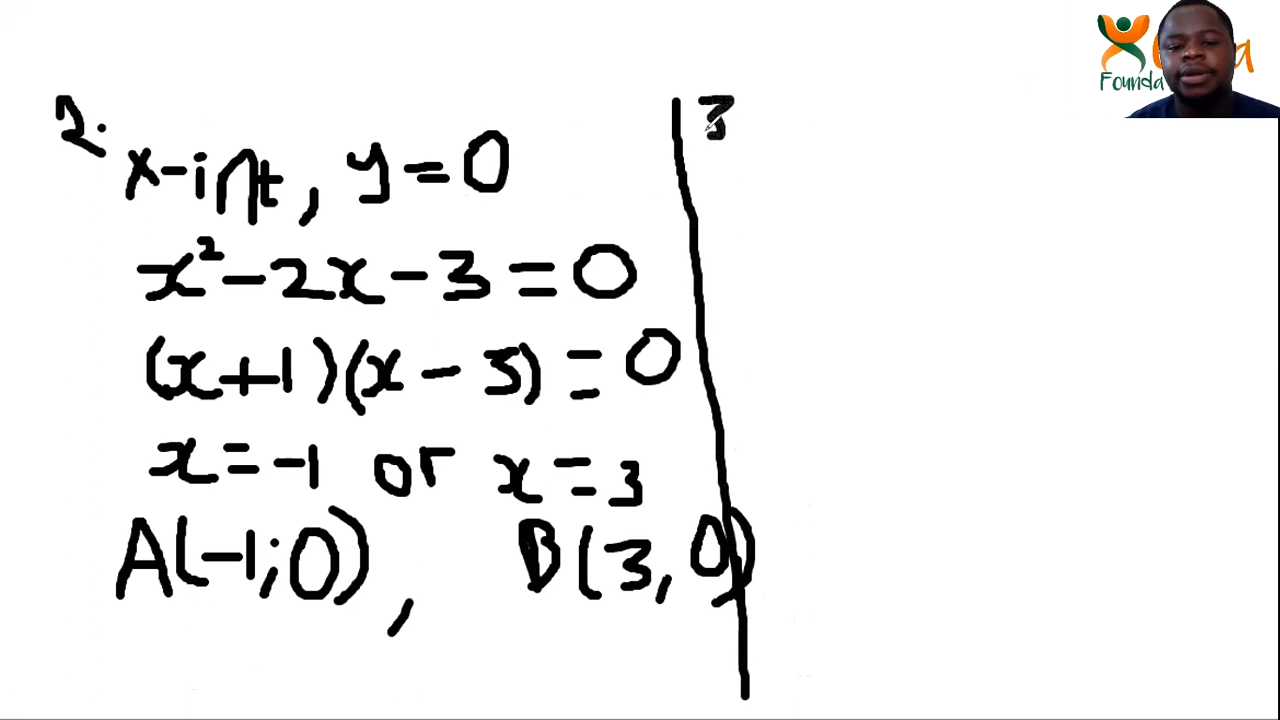 2.
x-int, y=0
x²-2x-3=0
(x+1)(x-3)=0
x=-1 or x=3
A(-1;0), B(3,0)
3
Founda